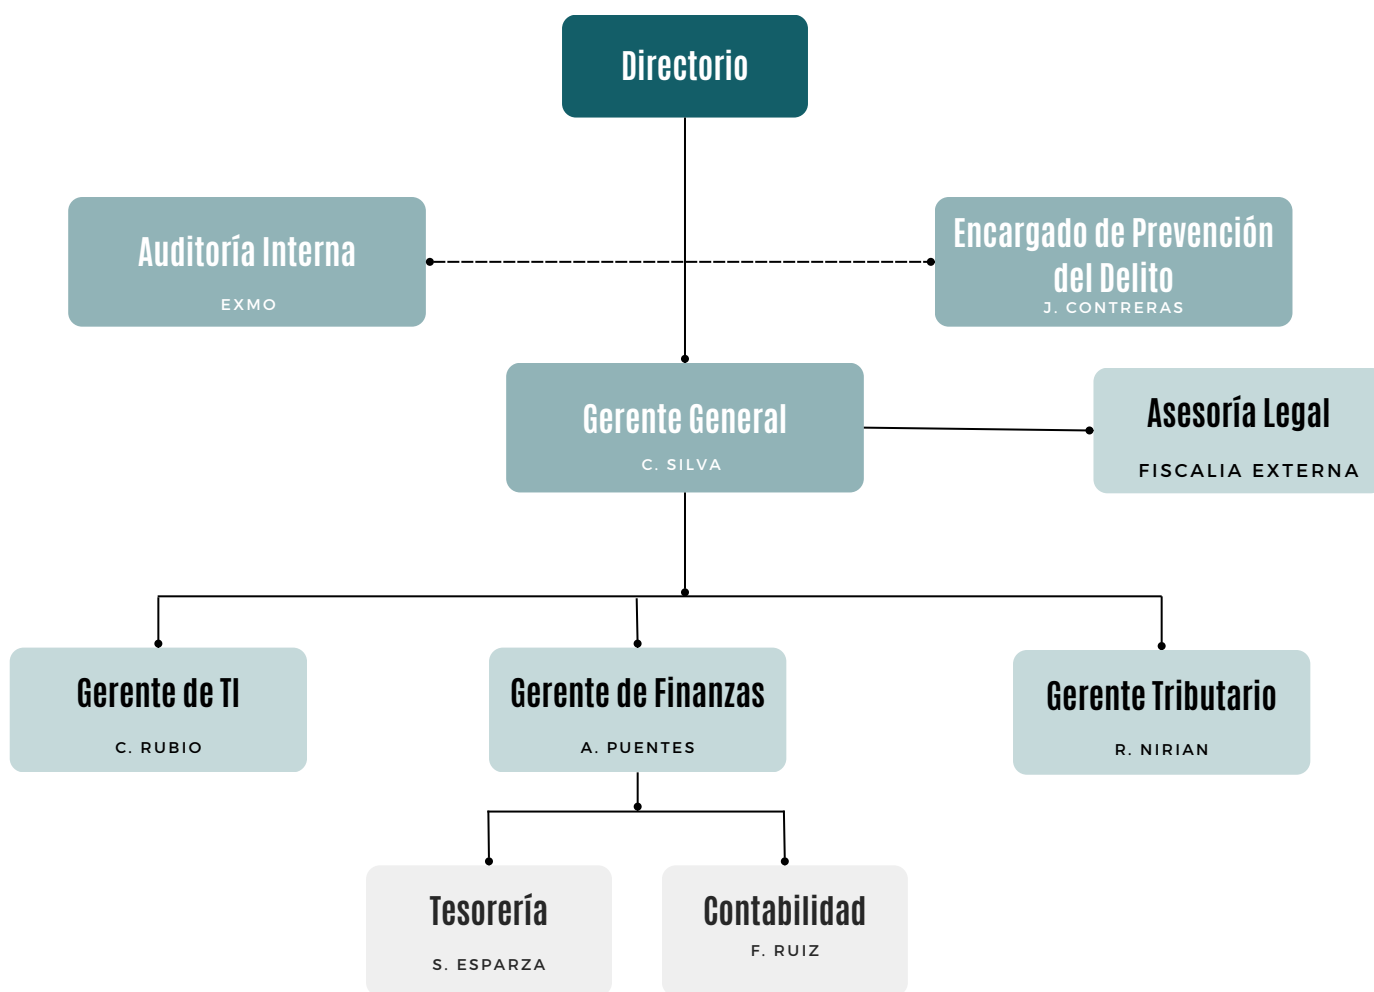 Directorio
Auditoría Interna
EXMO
Encargado de Prevención
del Delito
J. CONTRERAS
Gerente General
C. SILVA
Asesoría Legal
FISCALIA EXTERNA
Gerente de TI
C. RUBIO
Gerente de Finanzas
A. PUENTES
Gerente Tributario
R. NIRIAN
Tesorería
S. ESPARZA
Contabilidad
F. RUIZ